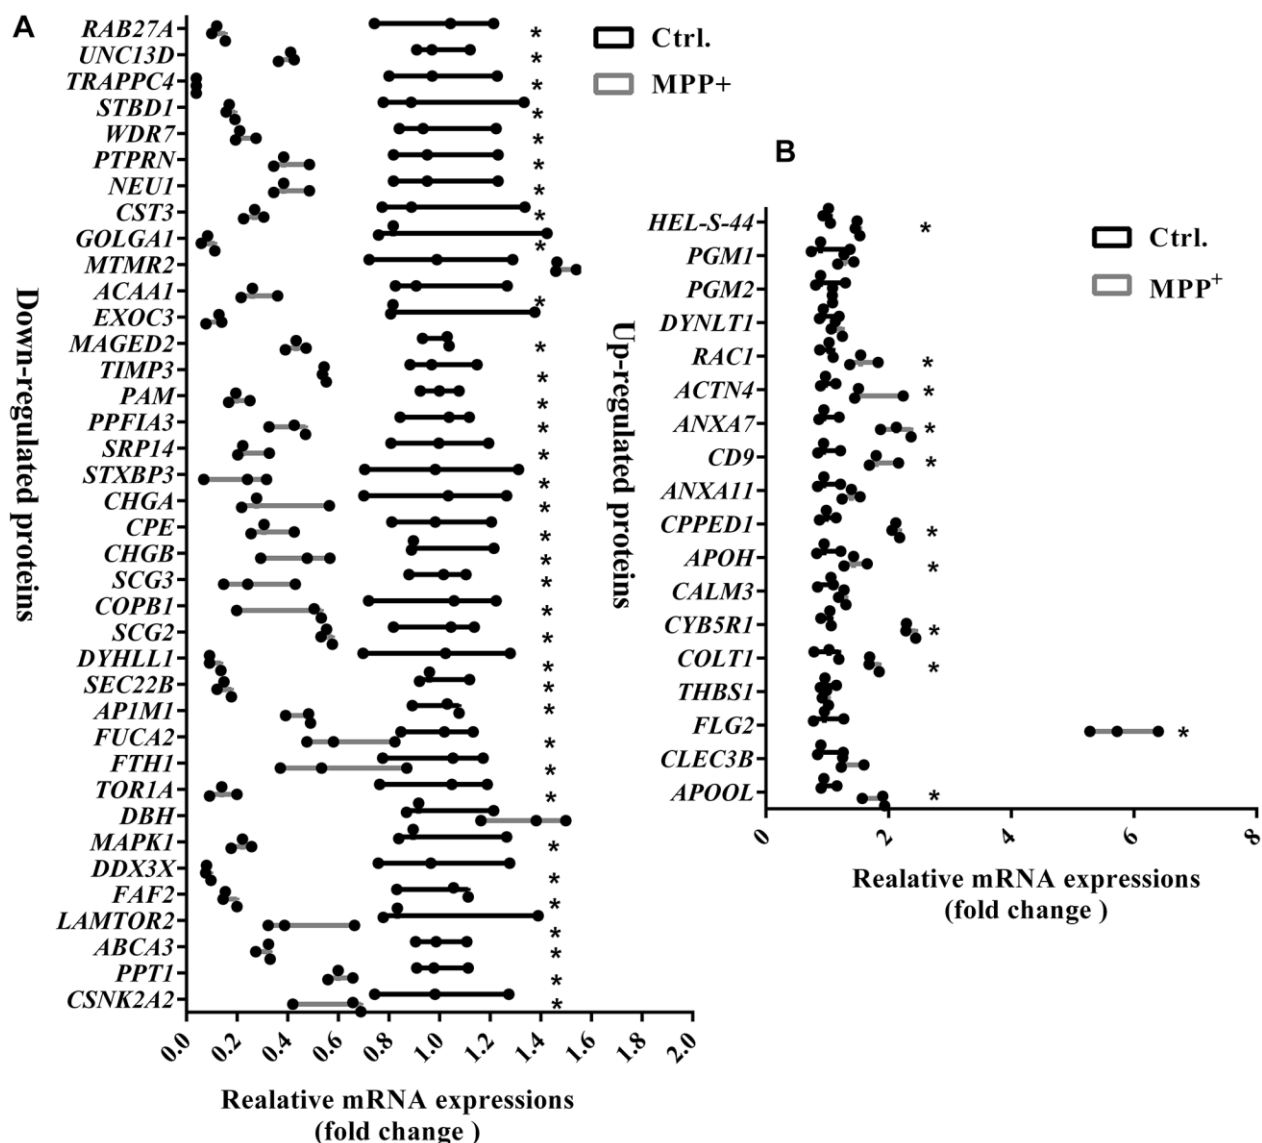 A
Down-regulated proteins
RAB27A
UNC13D
TRAPPC4
STBD1
WDR7
PTPRN
NEU1
CST3
GOLGA1
MTMR2
ACAA1
EXOC3
MAGED2
TIMP3
PAM
PPFIA3
SRP14
STXBP3
CHGA
CPE
CHGB
SCG3
COPB1
SCG2
DYHLL1
SEC22B
AP1M1
FUCA2
FTH1
TOR1A
DBH
MAPK1
DDX3X
FAF2
LAMTOR2
ABCA3
PPT1
CSNK2A2
* * * * * * * * * * * * * * * * * * * * * * * * * * * * * * * * * * * *
0.0 0.2 0.4 0.6 0.8 1.0 1.2 1.4 1.6 1.8 2.0
Realative mRNA expressions
(fold change )
Ctrl.
MPP+
B
Up-regulated proteins
HEL-S-44
PGM1
PGM2
DYNLT1
RAC1
ACTN4
ANXA7
CD9
ANXA11
CPPED1
APOH
CALM3
CYB5R1
COLT1
THBS1
FLG2
CLEC3B
APOOL
* * * * * * * * * * *
0 2 4 6 8
Realative mRNA expressions
(fold change )
Ctrl.
MPP⁺